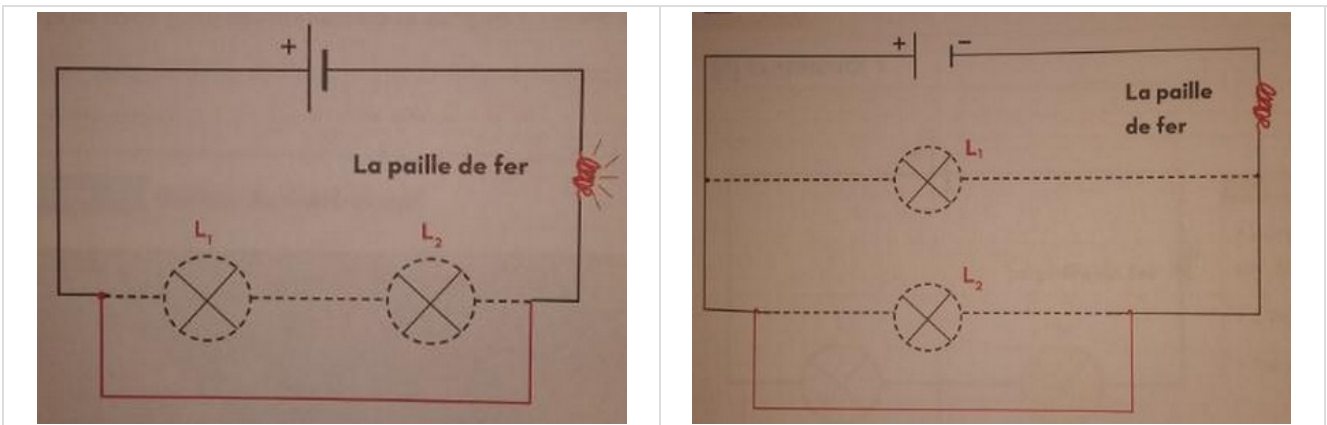 +
La paille de fer
L₁
L₂
+ −
La paille
de fer
L₁
L₂